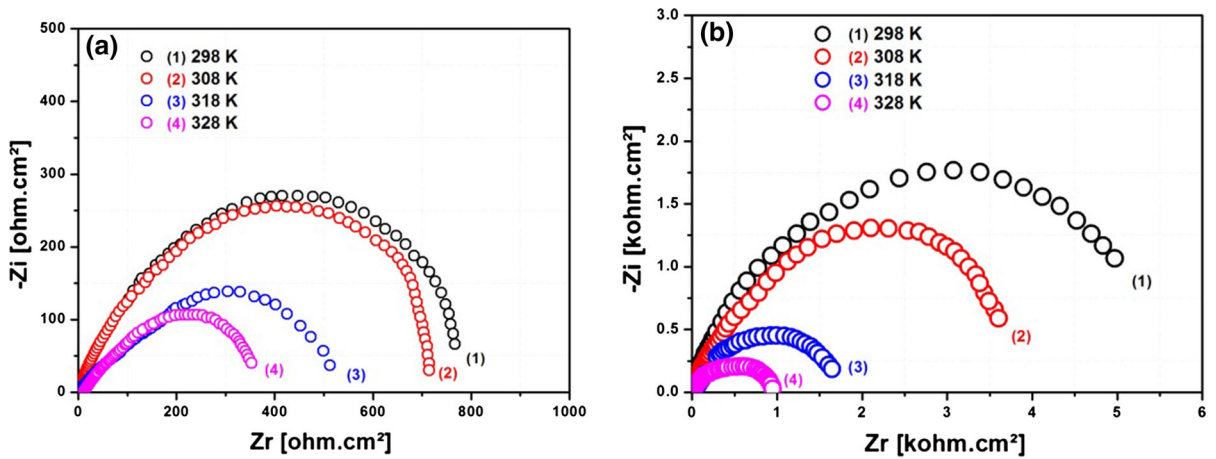 (a)
(1) 298 K
(2) 308 K
(3) 318 K
(4) 328 K
500
400
300
200
100
0
-Zi [ohm.cm²]
(1)
(2)
(3)
(4)
0 200 400 600 800 1000
Zr [ohm.cm²]
(b)
(1) 298 K
(2) 308 K
(3) 318 K
(4) 328 K
3.0
2.5
2.0
1.5
1.0
0.5
0.0
-Zi [kohm.cm²]
(1)
(2)
(3)
(4)
0 1 2 3 4 5 6
Zr [kohm.cm²]